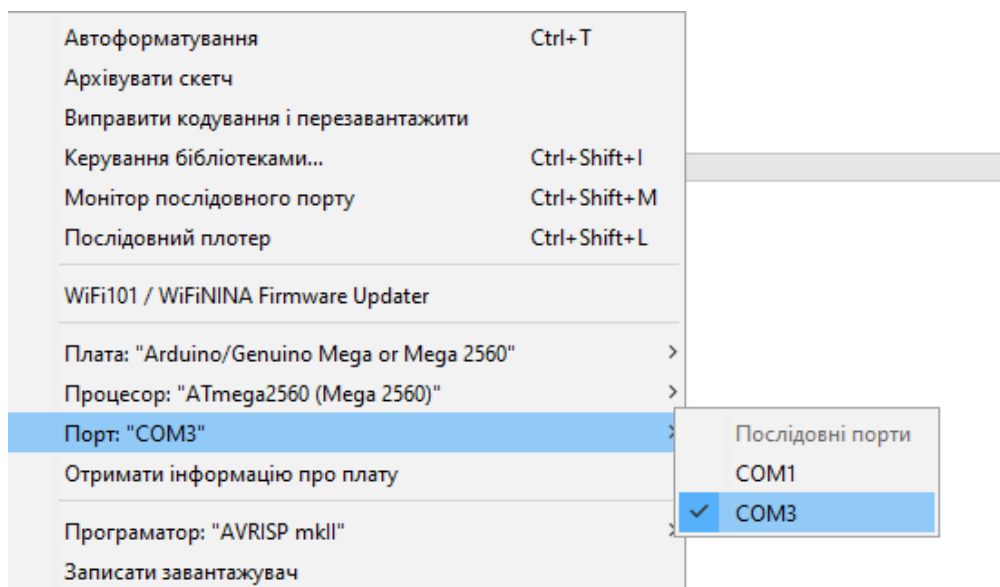 Автоформатування Ctrl+T
Архівувати скетч
Виправити кодування і перезавантажити
Керування бібліотеками... Ctrl+Shift+I
Монітор послідовного порту Ctrl+Shift+M
Послідовний плотер Ctrl+Shift+L
WiFi101 / WiFiNINA Firmware Updater
Плата: "Arduino/Genuino Mega or Mega 2560"
Процесор: "ATmega2560 (Mega 2560)"
Порт: "COM3"
Отримати інформацію про плату
Програматор: "AVRISP mkII"
Записати завантажувач
Послідовні порти
COM1
COM3